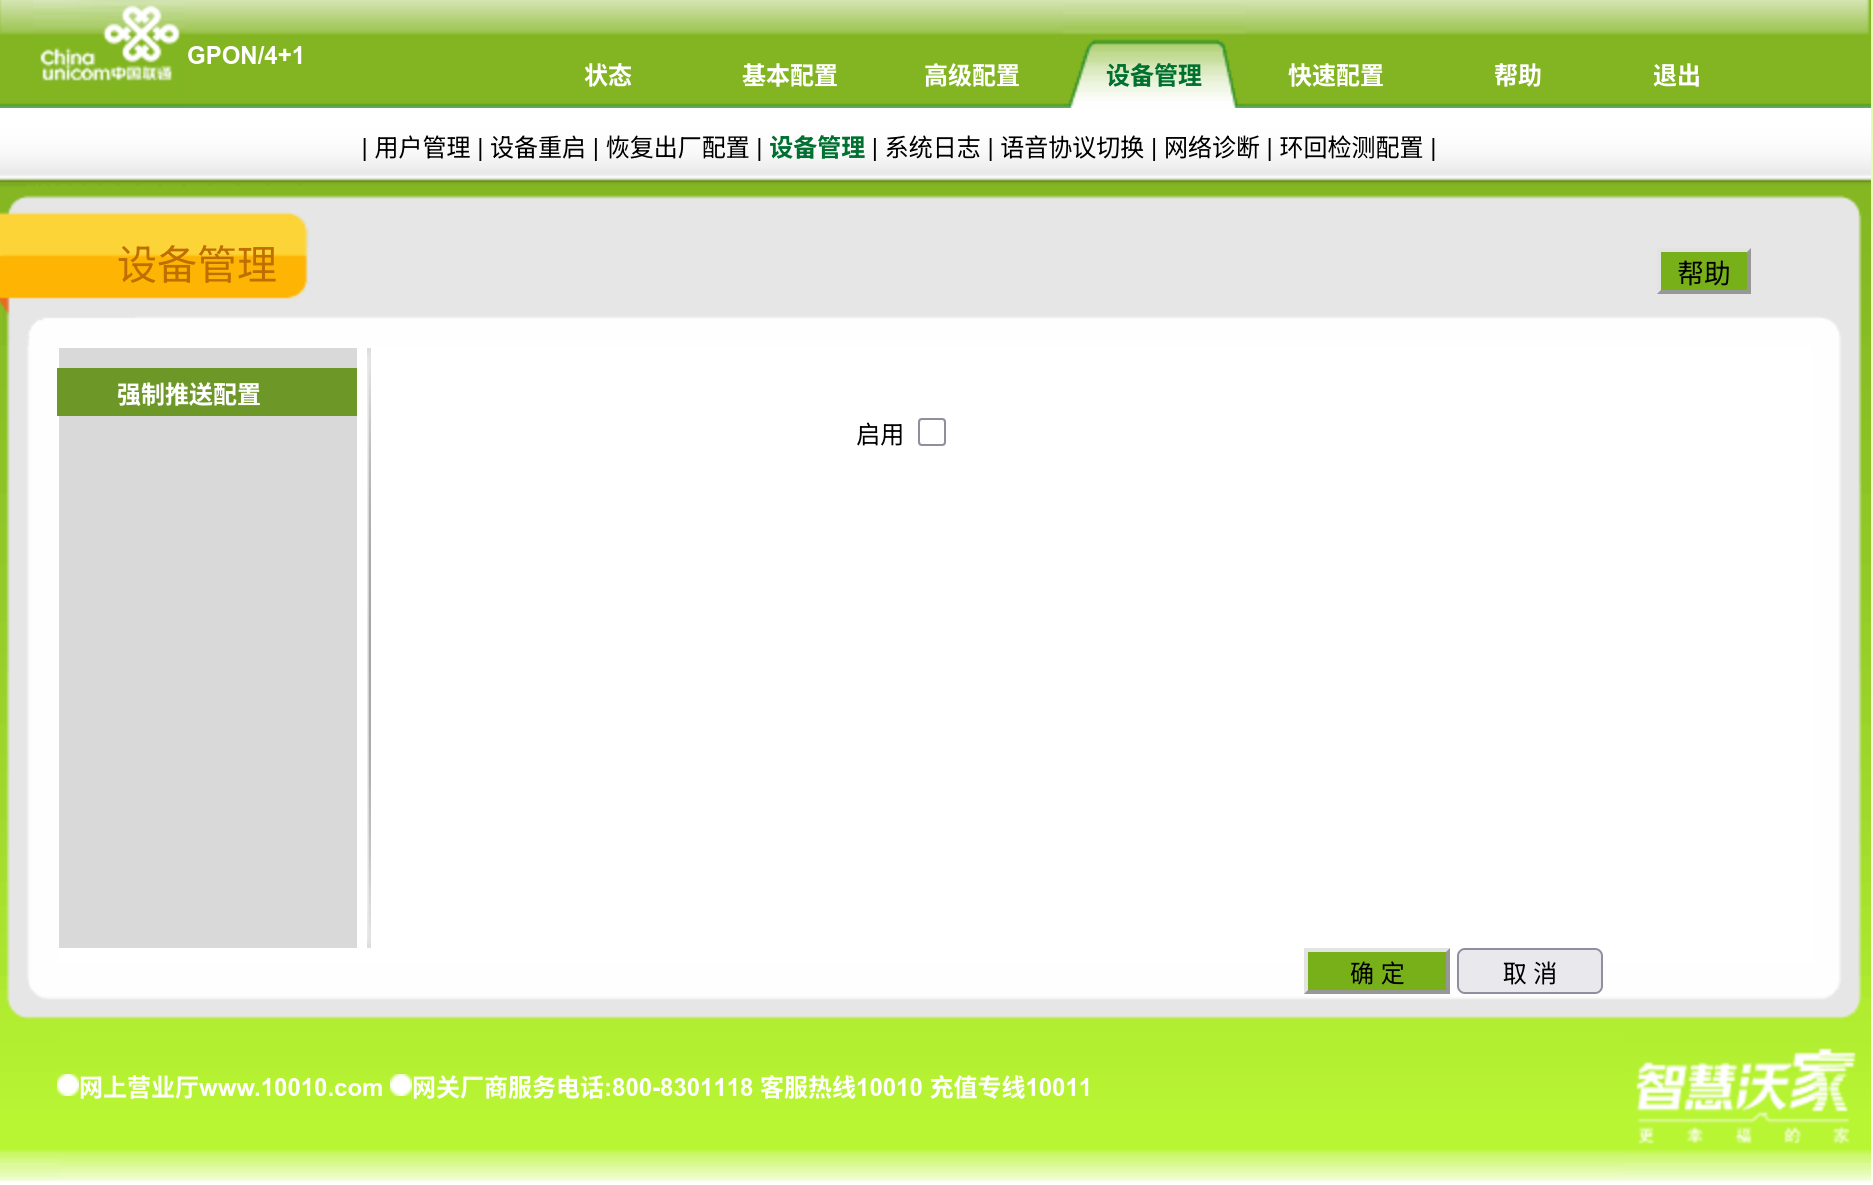 China
unicom中国联通
GPON/4+1
状态 基本配置 高级配置 设备管理 快速配置 帮助 退出
| 用户管理 | 设备重启 | 恢复出厂配置 | 设备管理 | 系统日志 | 语音协议切换 | 网络诊断 | 环回检测配置 |
设备管理
帮助
强制推送配置
启用
确 定 取 消
网上营业厅www.10010.com 网关厂商服务电话:800-8301118 客服热线10010 充值专线10011
智慧沃家
更 幸 福 的 家